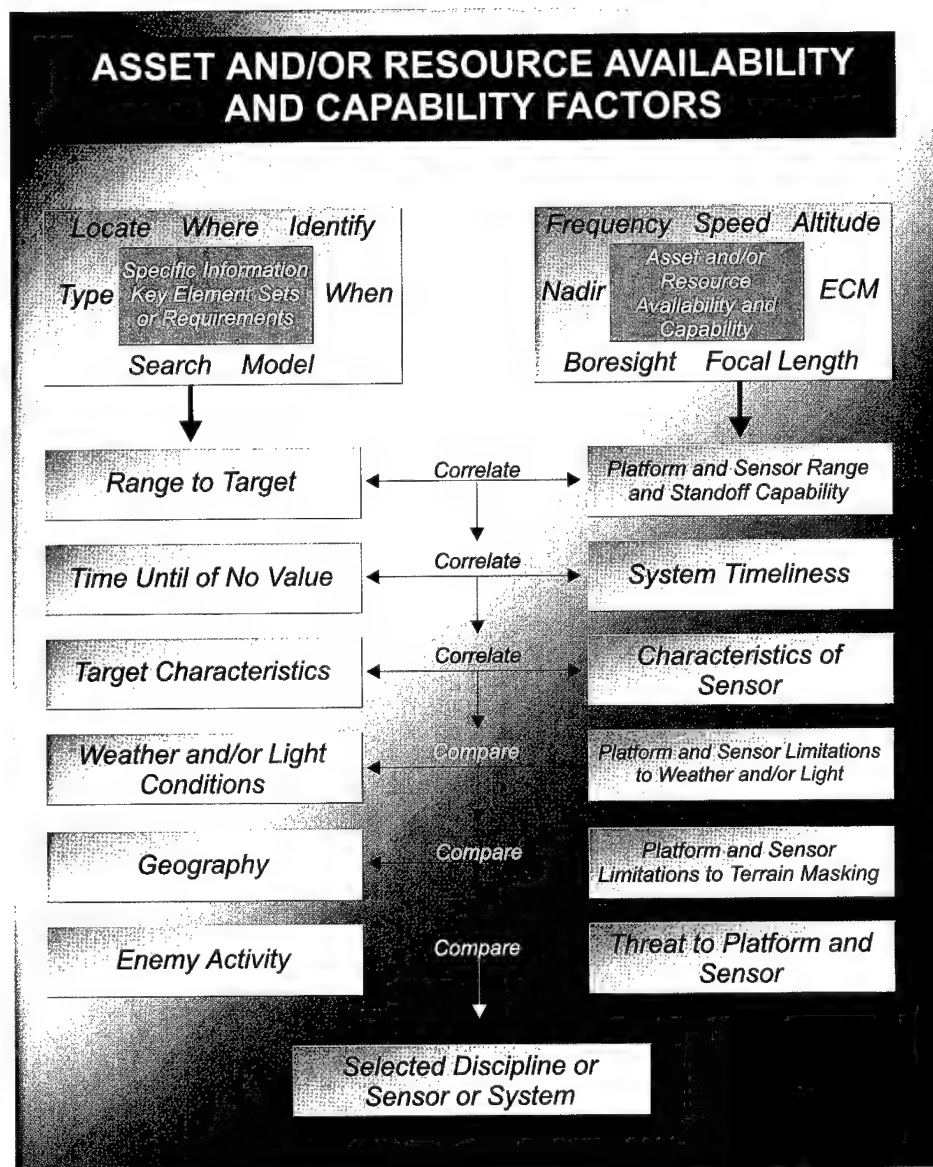 ASSET AND/OR RESOURCE AVAILABILITY
AND CAPABILITY FACTORS
Locate Where Identify
Type
Specific Information
Key Element Sets
or Requirements
When
Search Model
Frequency Speed Altitude
Nadir
Asset and/or
Resource
Availability and
Capability
ECM
Boresight Focal Length
Range to Target
Correlate
Platform and Sensor Range
and Standoff Capability
Time Until of No Value
Correlate
System Timeliness
Target Characteristics
Correlate
Characteristics of
Sensor
Weather and/or Light
Conditions
Compare
Platform and Sensor Limitations
to Weather and/or Light
Geography
Compare
Platform and Sensor
Limitations to Terrain Masking
Enemy Activity
Compare
Threat to Platform and
Sensor
Selected Discipline or
Sensor or System